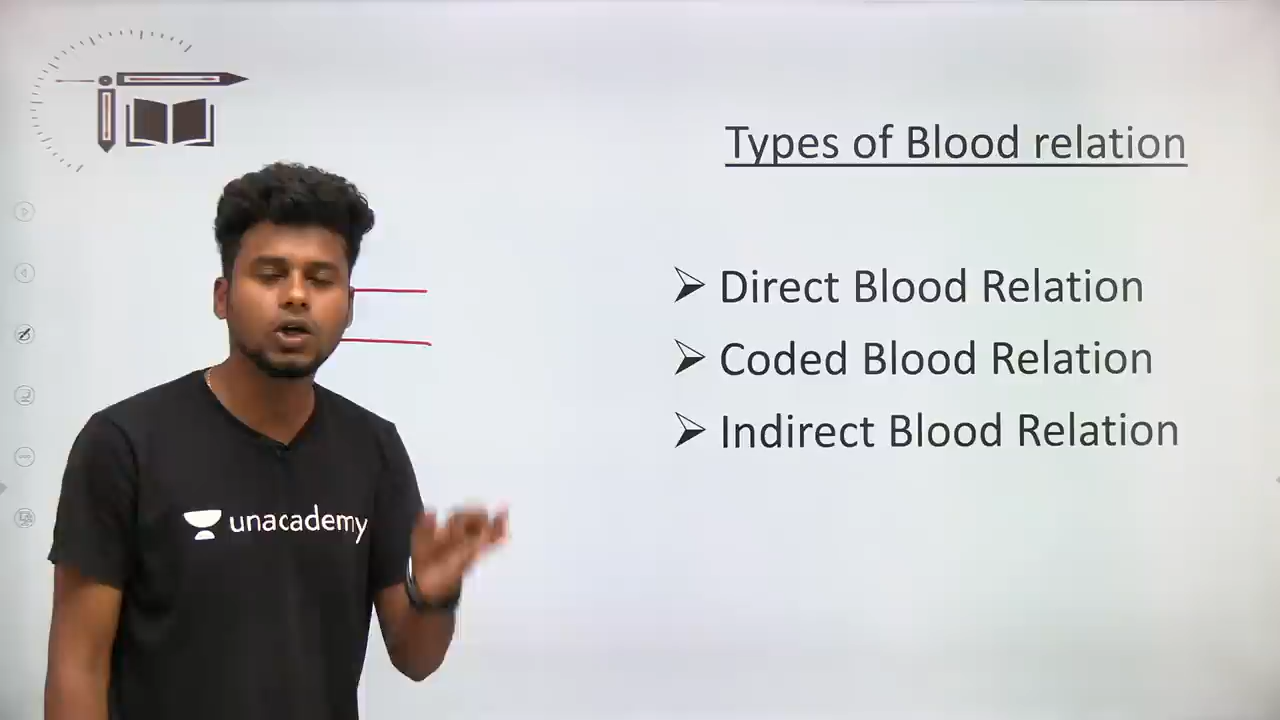 Types of Blood relation
➢ Direct Blood Relation
➢ Coded Blood Relation
➢ Indirect Blood Relation
unacademy